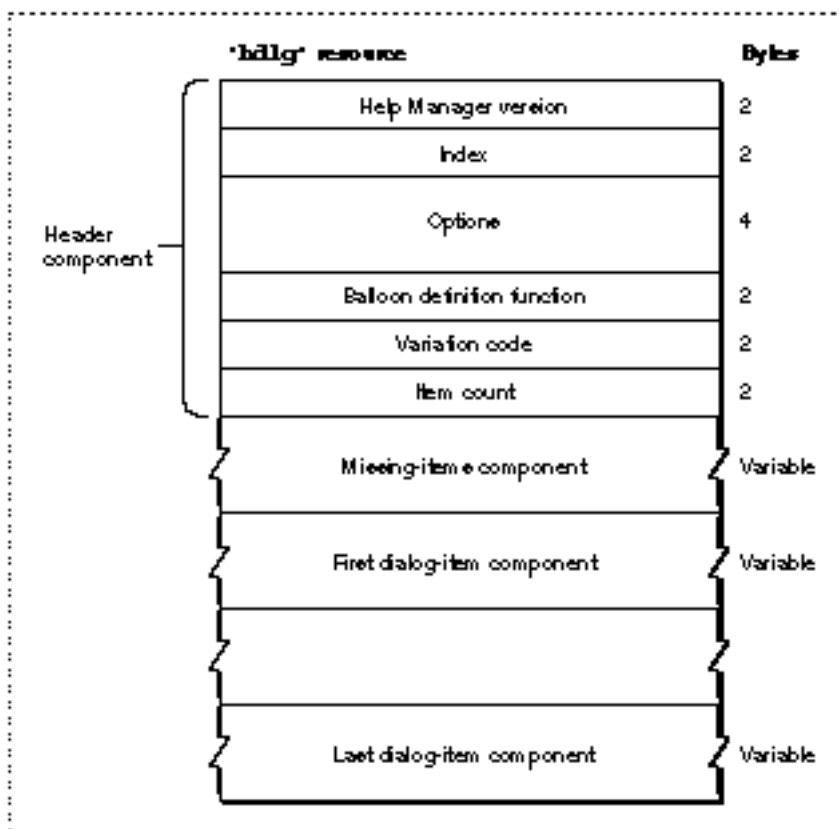 'hdlg' resource Bytes
Help Manager version 2
Index 2
Options 4
Header
component
Balloon definition function 2
Variation code 2
Item count 2
Missing-items component Variable
First dialog-item component Variable
Last dialog-item component Variable